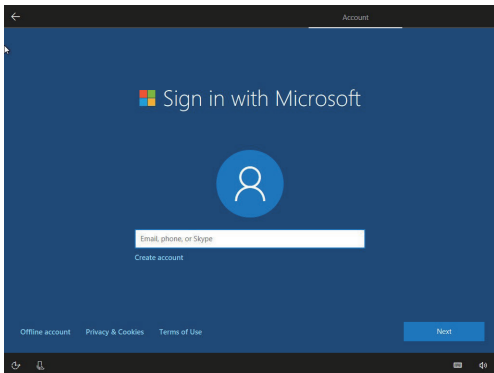 Account
Sign in with Microsoft
Email, phone, or Skype
Create account
Offline account Privacy & Cookies Terms of Use Next